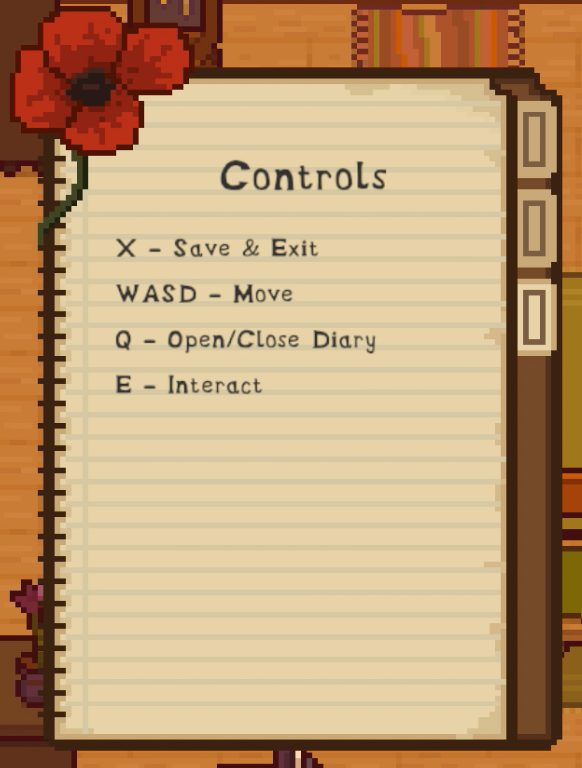 Controls
X - Save & Exit
WASD - Move
Q - Open/Close Diary
E - Interact